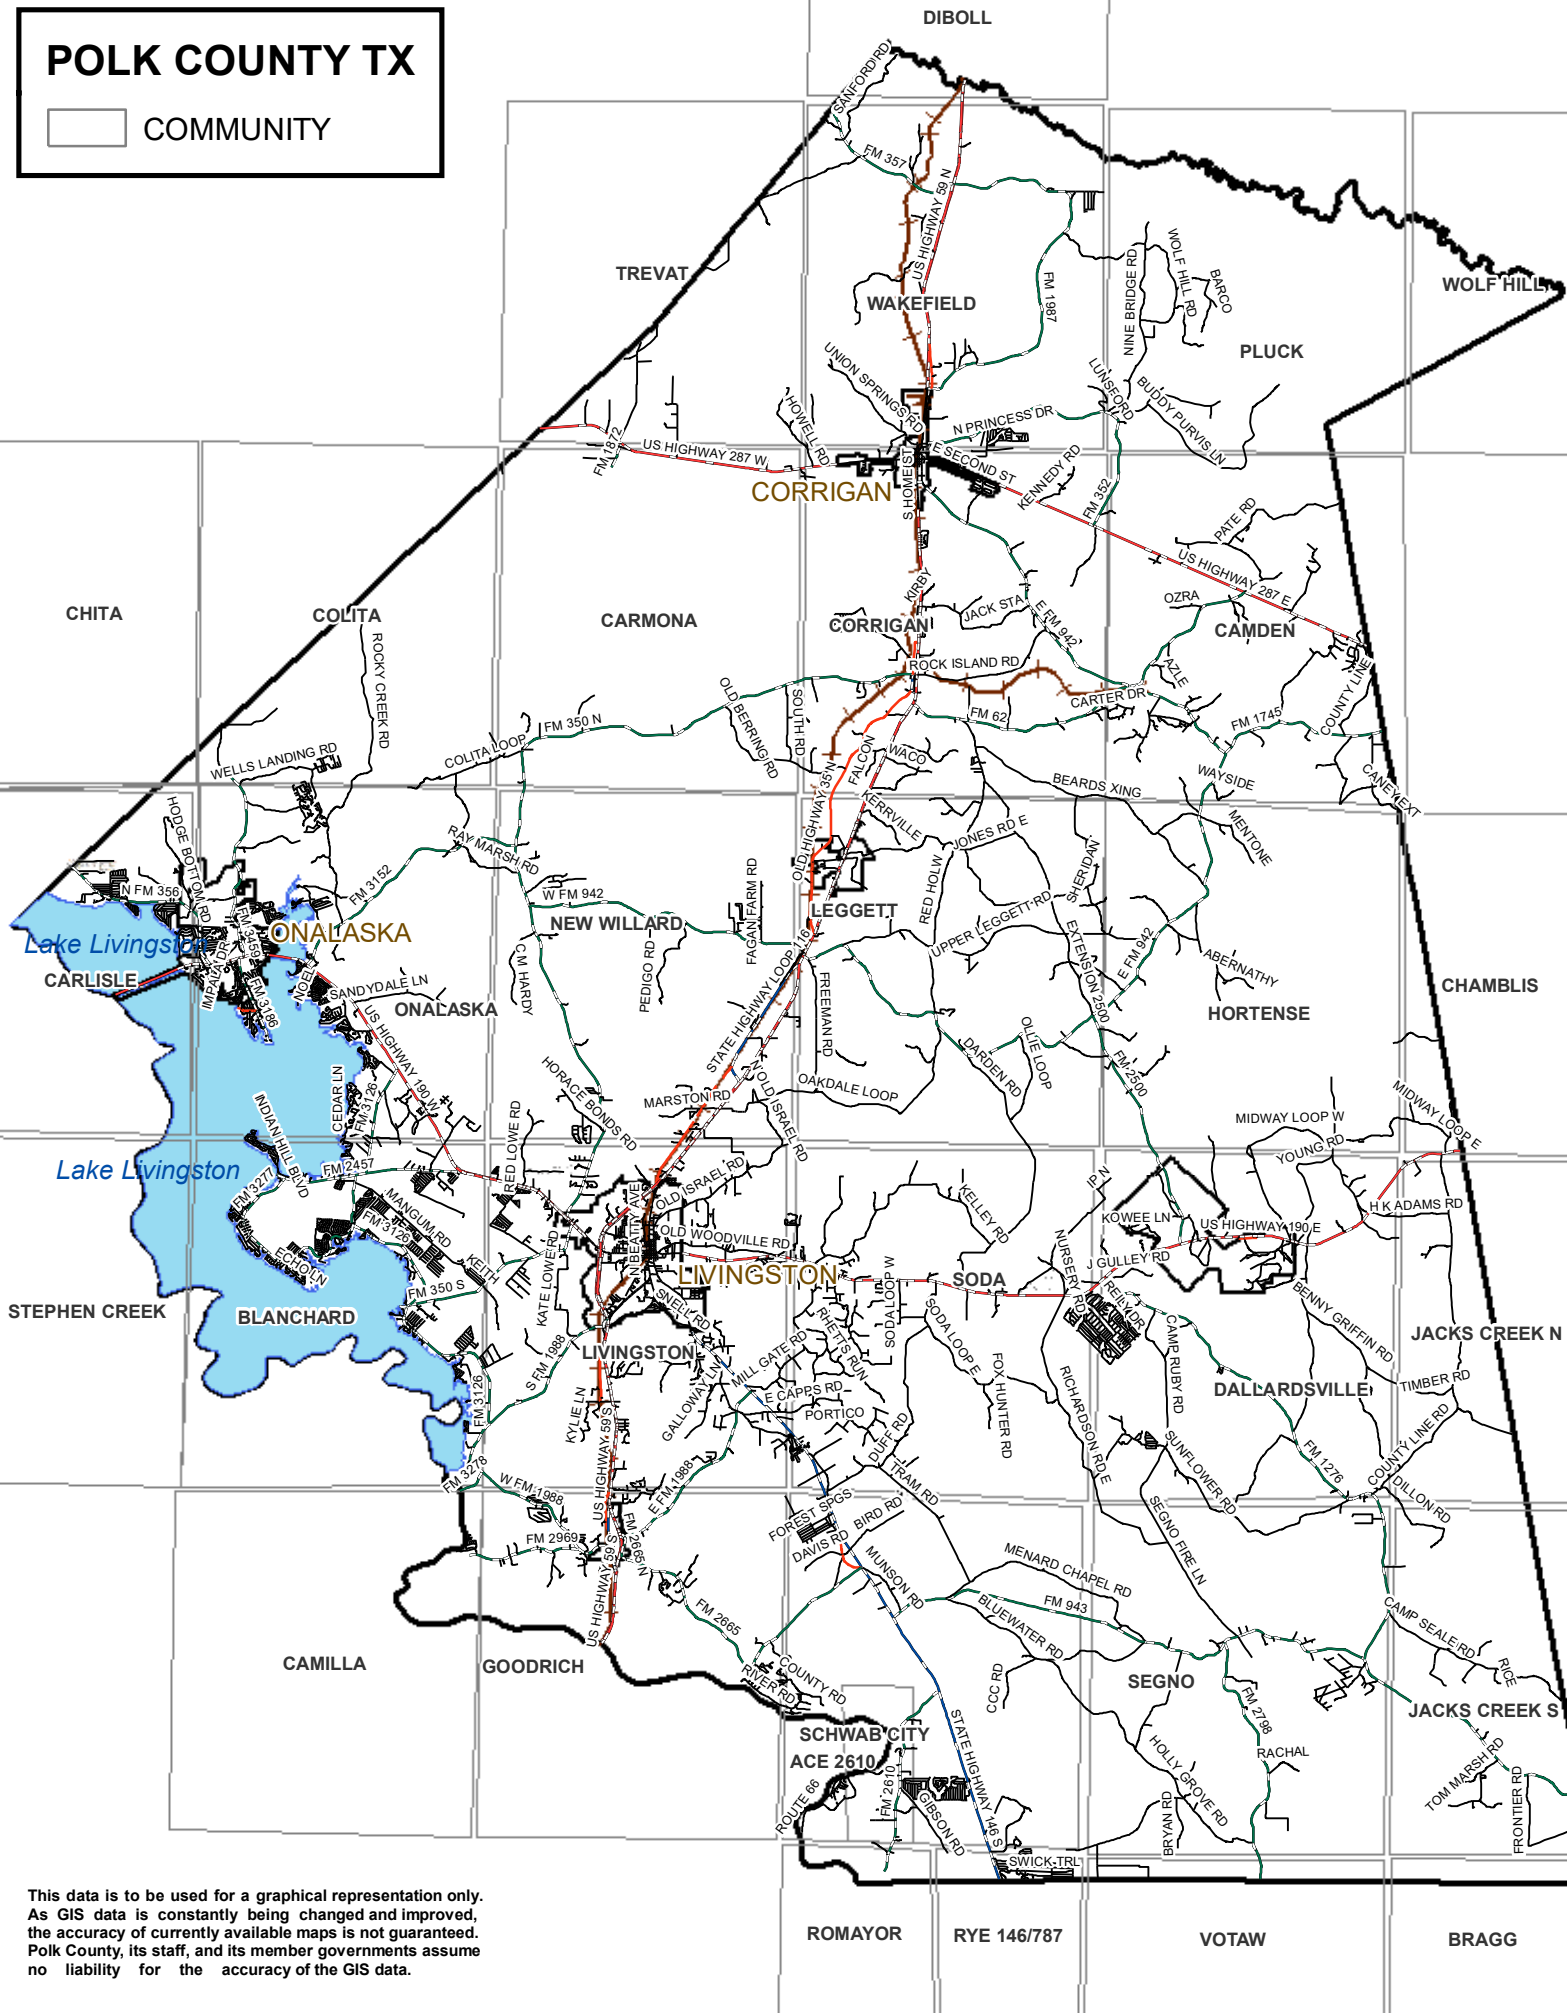 DIBOLL
POLK COUNTY TX
COMMUNITY
SANFORD RD
FM 357
US HIGHWAY 59 N
TREVAT
WAKEFIELD
FM 1987
NINE BRIDGE RD
WOLF HILL RD
BARCO
WOLF HILL
PLUCK
UNION SPRINGS RD
LUNSFORD
BUDDY PURVIS LN
HOWELL RD
N PRINCESS DR
FM 1872
US HIGHWAY 287 W
E SECOND ST
KENNEDY RD
CORRIGAN
S HOME ST
FM 352
PATE RD
US HIGHWAY 287 E
KIRBY
CHITA
COLITA
CARMONA
CORRIGAN
JACK STA
E FM 942
OZRA
CAMDEN
ROCKY CREEK RD
ROCK ISLAND RD
AZLE
COUNTY LINE
OLD BERRING RD
SOUTH RD
CARTER DR
FM 62
FM 1745
FM 350 N
COLITA LOOP
WELLS LANDING RD
FALCON
WACO
OLD HIGHWAY 35 N
BEARDS XING
WAYSIDE
CANEY EXT
HODGE BOTTOM RD
KERRVILLE
MENTONE
RAY MARSH RD
JONES RD E
SHERIDAN
FM 3152
N FM 356
W FM 942
FAGAN FARM RD
RED HOLW
LEGGETT
NEW WILLARD
FM 3459
ONALASKA
Lake Livingston
UPPER LEGGETT RD
EXTENSION 2500
E FM 942
ABERNATHY
CARLISLE
IMPALA DR
NOEL
SANDYDALE LN
C M HARDY
PEDIGO RD
STATE HIGHWAY LOOP 116
FREEMAN RD
CHAMBLIS
FM 3186
US HIGHWAY 190 W
ONALASKA
HORTENSE
OLLIE LOOP
DARDEN RD
FM 2500
HORACE BONDS RD
N OLD ISRAEL RD
OAKDALE LOOP
MARSTON RD
CEDAR LN
FM 3126
INDIAN HILL BLVD
RED LOWE RD
MIDWAY LOOP W
MIDWAY LOOP E
YOUNG RD
Lake Livingston
FM 3277
FM 2457
OLD ISRAEL RD
KELLEY RD
IP N
H K ADAMS RD
MANGUM RD
FM 3126
N BEATTY AVE
OLD WOODVILLE RD
KOWEE LN
US HIGHWAY 190 E
ECHO LN
KEITH
KATE LOWE RD
LIVINGSTON
SODA LOOP W
SODA
NURSERY RD
J GULLEY RD
FM 350 S
REILY
TOR
STEPHEN CREEK
BLANCHARD
SNELL RD
RHETTS RUN
SODA LOOP E
CAMP RUBY RD
BENNY GRIFFIN RD
JACKS CREEK N
S FM 1988
LIVINGSTON
MILL GATE RD
FOX HUNTER RD
RICHARDSON RD E
DALLARDSVILLE
TIMBER RD
FM 3126
KYLIE LN
GALLOWAY LN
E CAPPS RD
PORTICO
DUFF RD
US HIGHWAY 59 S
SUNFLOWER RD
FM 1276
COUNTY LINE RD
FM 3278
W FM 1988
E FM 1988
TRAM RD
DILLON RD
FOREST SPGS
BIRD RD
SEGNO FIRE LN
FM 2969
FM 2665 N
DAVIS RD
MUNSON RD
MENARD CHAPEL RD
US HIGHWAY 59 S
FM 2665
BLUEWATER RD
FM 943
CAMP SEALE RD
RICE
CAMILLA
GOODRICH
COUNTY RD
RIVER RD
CCC RD
SEGNO
FM 2798
JACKS CREEK S
SCHWAB CITY
ACE 2610
STATE HIGHWAY 146 S
HOLLY GROVE RD
RACHAL
TOM MARSH RD
FRONTIER RD
ROUTE 66
FM 2610
GIBSON RD
BRYAN RD
SWICK TRL
This data is to be used for a graphical representation only.
As GIS data is constantly being changed and improved,
the accuracy of currently available maps is not guaranteed.
Polk County, its staff, and its member governments assume
no liability for the accuracy of the GIS data.
ROMAYOR
RYE 146/787
VOTAW
BRAGG